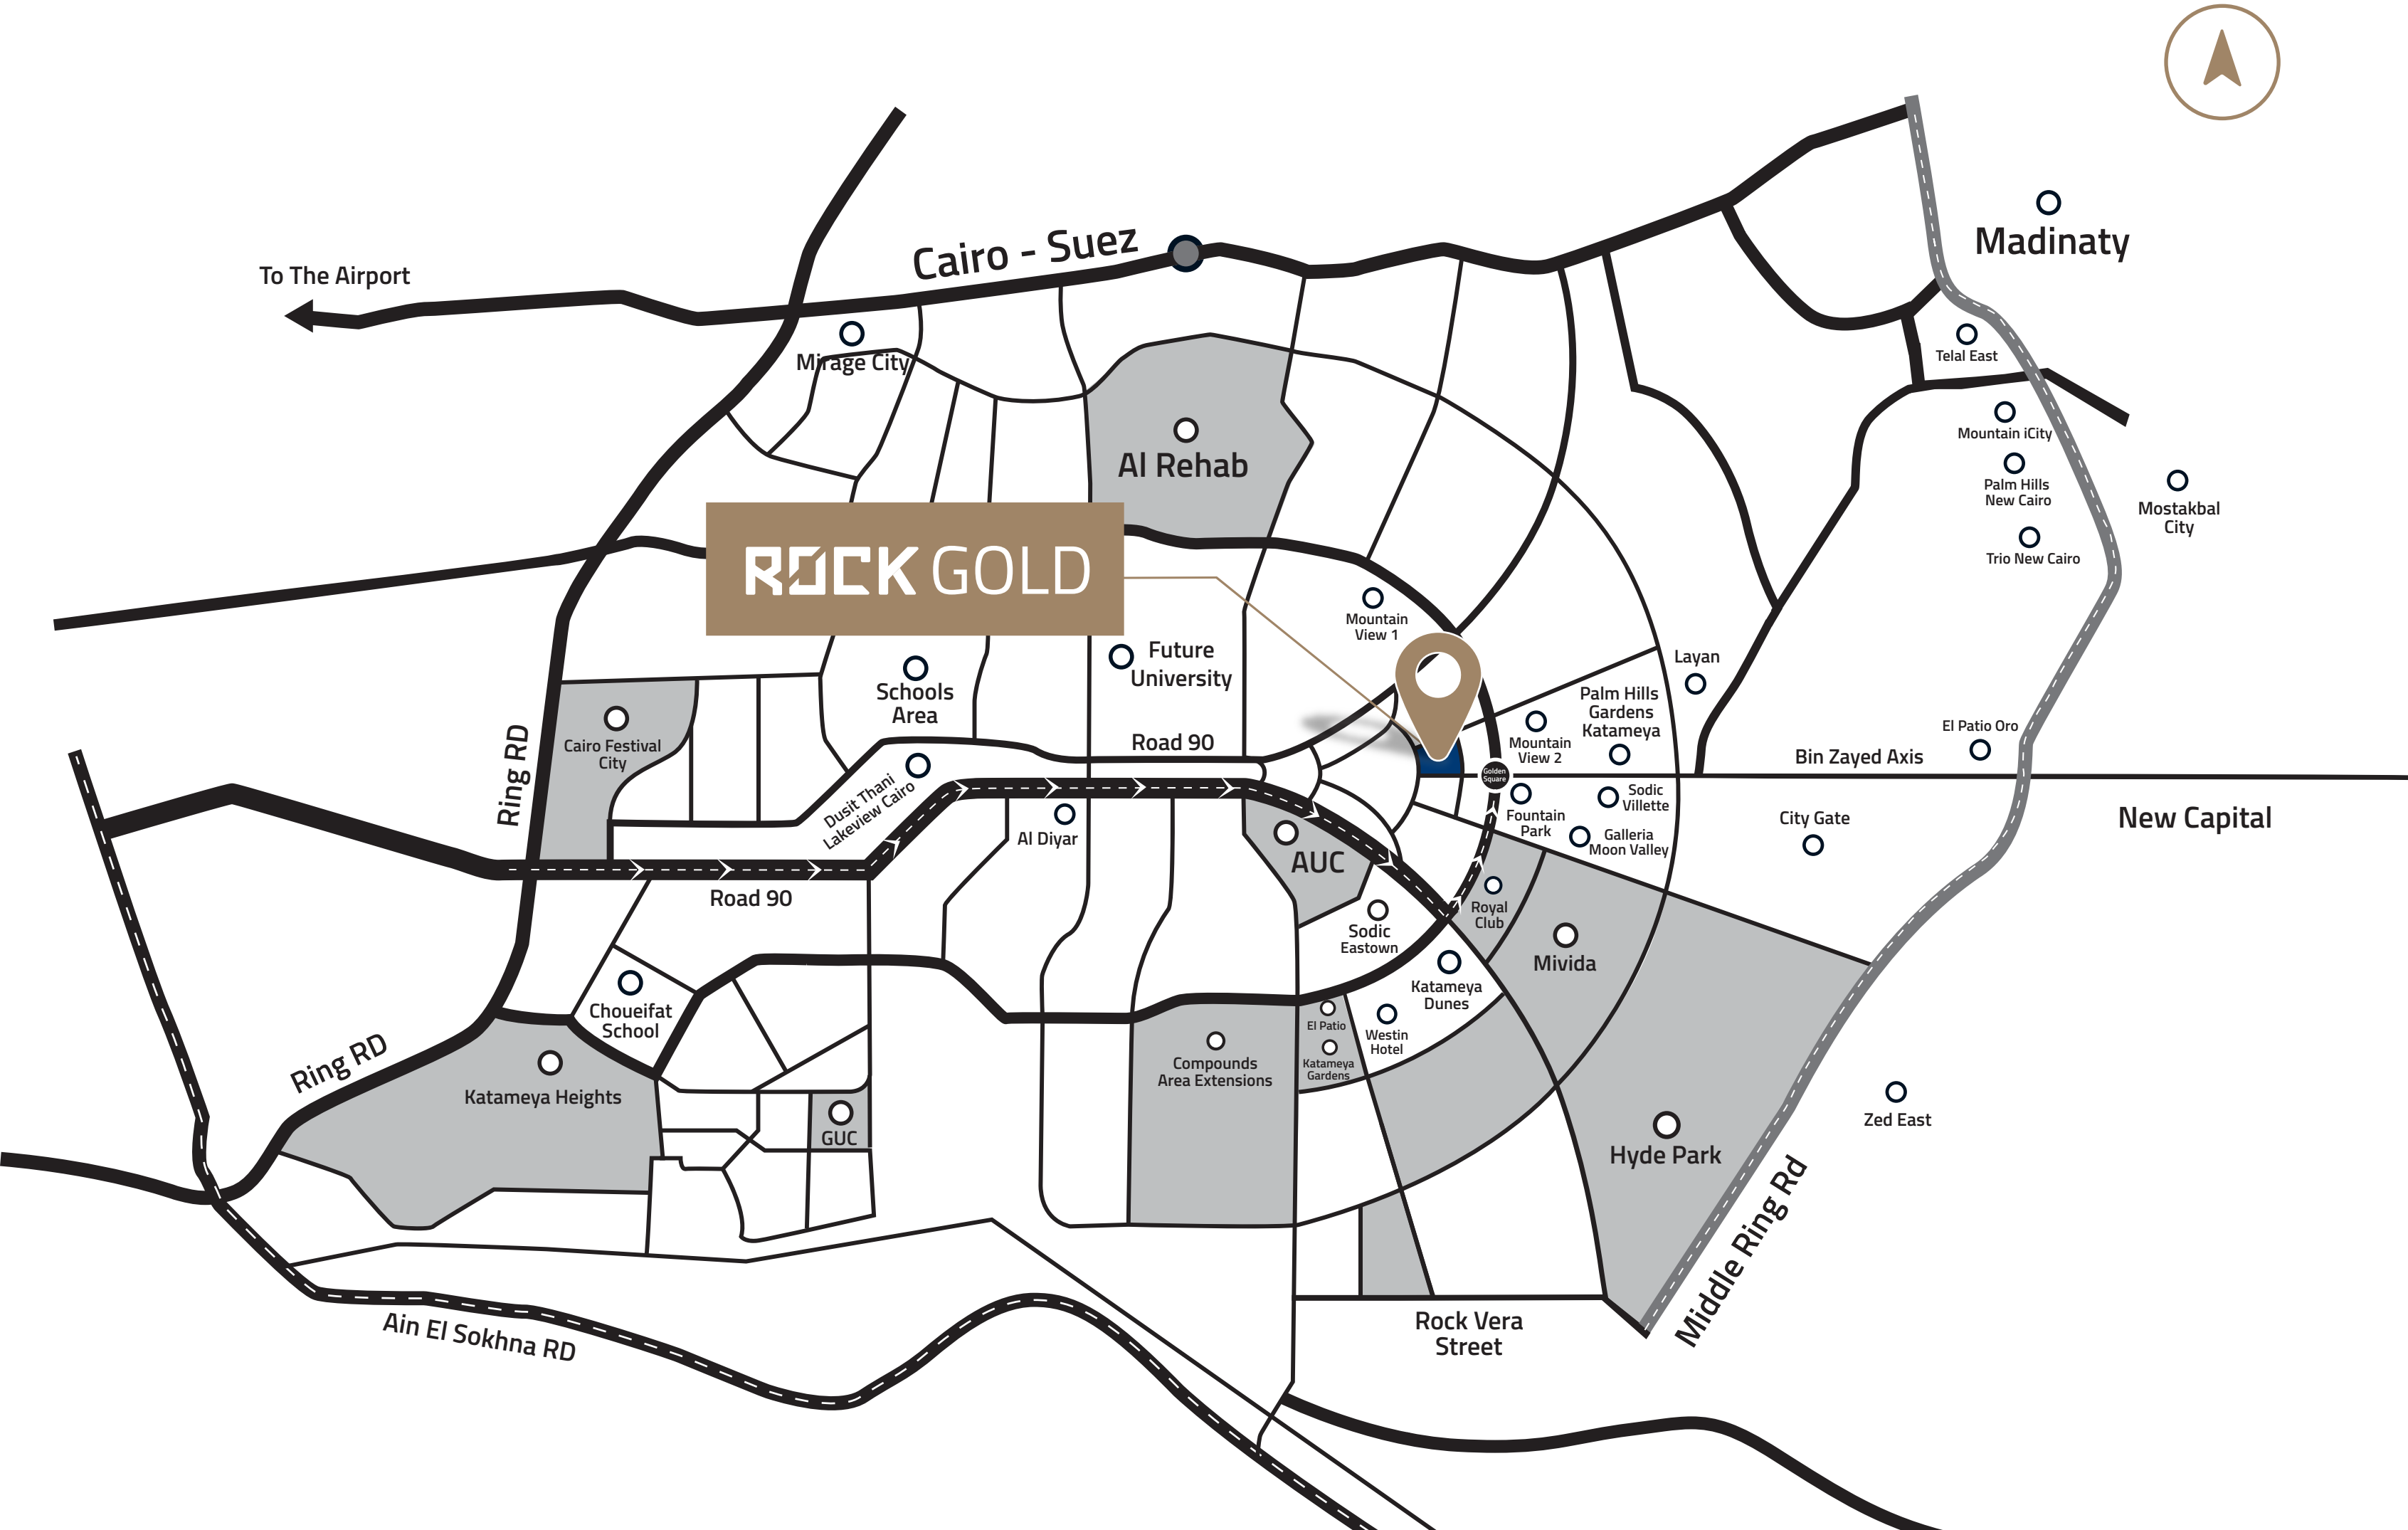 Cairo - Suez
Madinaty
To The Airport
Mirage City
Telal East
Mountain iCity
Al Rehab
Palm Hills
New Cairo
Mostakbal
City
Trio New Cairo
ROCK GOLD
Mountain
View 1
Future
University
Schools
Area
Layan
Palm Hills
Gardens
Katameya
El Patio Oro
Cairo Festival
City
Ring RD
Road 90
Mountain
View 2
Bin Zayed Axis
Golden
Square
Dusit Thani
Lakeview Cairo
Sodic
Villette
Fountain
Park
New Capital
City Gate
Al Diyar
Galleria
Moon Valley
AUC
Road 90
Royal
Club
Sodic
Eastown
Mivida
Katameya
Dunes
Choueifat
School
El Patio
Westin
Hotel
Ring RD
Compounds
Area Extensions
Katameya
Gardens
Katameya Heights
Zed East
GUC
Hyde Park
Middle Ring Rd
Ain El Sokhna RD
Rock Vera
Street